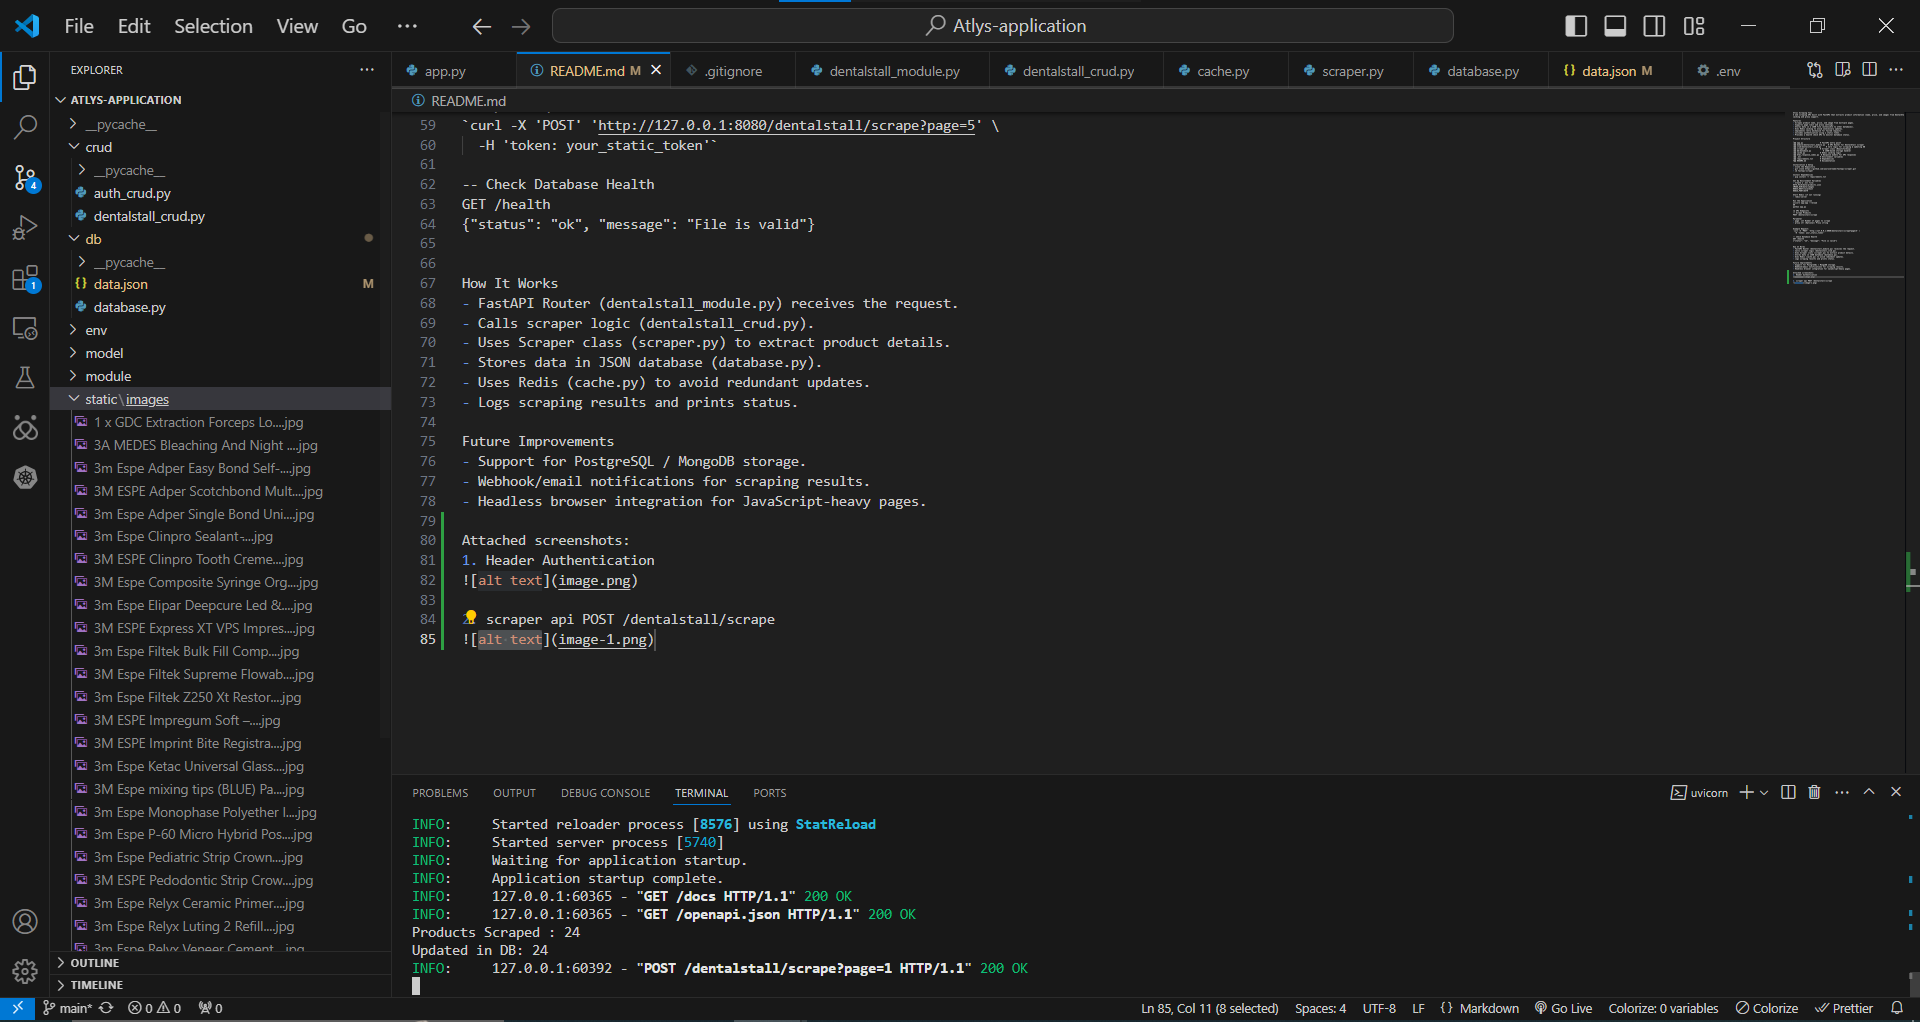 File Edit Selection View Go ··· Atlys-application
EXPLORER ···
ATLYS-APPLICATION
__pycache__
crud
__pycache__
auth_crud.py
dentalstall_crud.py
db
__pycache__
data.json M
database.py
env
model
module
static\images
1 x GDC Extraction Forceps Lo....jpg
3A MEDES Bleaching And Night ....jpg
3m Espe Adper Easy Bond Self-....jpg
3M ESPE Adper Scotchbond Mult....jpg
3m Espe Adper Single Bond Uni....jpg
3m Espe Clinpro Sealant-...jpg
3M ESPE Clinpro Tooth Creme....jpg
3M Espe Composite Syringe Org....jpg
3m Espe Elipar Deepcure Led &....jpg
3M ESPE Express XT VPS Impres....jpg
3m Espe Filtek Bulk Fill Comp....jpg
3M Espe Filtek Supreme Flowab....jpg
3m Espe Filtek Z250 Xt Restor....jpg
3M ESPE Impregum Soft –....jpg
3M ESPE Imprint Bite Registra....jpg
3m Espe Ketac Universal Glass....jpg
3M Espe mixing tips (BLUE) Pa....jpg
3m Espe Monophase Polyether I....jpg
3m Espe P-60 Micro Hybrid Pos....jpg
3m Espe Pediatric Strip Crown....jpg
3M ESPE Pedodontic Strip Crow....jpg
3m Espe Relyx Ceramic Primer....jpg
3m Espe Relyx Luting 2 Refill....jpg
3m Espe Relyx Veneer Cement....jpg
OUTLINE
TIMELINE
4
1
app.py README.md M .gitignore dentalstall_module.py dentalstall_crud.py cache.py scraper.py database.py data.json M .env ···
README.md
59 `curl -X 'POST' 'http://127.0.0.1:8080/dentalstall/scrape?page=5' \
60 -H 'token: your_static_token'`
61
62 -- Check Database Health
63 GET /health
64 {"status": "ok", "message": "File is valid"}
65
66
67 How It Works
68 - FastAPI Router (dentalstall_module.py) receives the request.
69 - Calls scraper logic (dentalstall_crud.py).
70 - Uses Scraper class (scraper.py) to extract product details.
71 - Stores data in JSON database (database.py).
72 - Uses Redis (cache.py) to avoid redundant updates.
73 - Logs scraping results and prints status.
74
75 Future Improvements
76 - Support for PostgreSQL / MongoDB storage.
77 - Webhook/email notifications for scraping results.
78 - Headless browser integration for JavaScript-heavy pages.
79
80 Attached screenshots:
81 1. Header Authentication
82 ![alt text](image.png)
83
84 scraper api POST /dentalstall/scrape
85 ![alt text](image-1.png)
PROBLEMS OUTPUT DEBUG CONSOLE TERMINAL PORTS uvicorn ···
INFO: Started reloader process [8576] using StatReload
INFO: Started server process [5740]
INFO: Waiting for application startup.
INFO: Application startup complete.
INFO: 127.0.0.1:60365 - "GET /docs HTTP/1.1" 200 OK
INFO: 127.0.0.1:60365 - "GET /openapi.json HTTP/1.1" 200 OK
Products Scraped : 24
Updated in DB: 24
INFO: 127.0.0.1:60392 - "POST /dentalstall/scrape?page=1 HTTP/1.1" 200 OK
main* 0 0 0 Ln 85, Col 11 (8 selected) Spaces: 4 UTF-8 LF {} Markdown Go Live Colorize: 0 variables Colorize Prettier